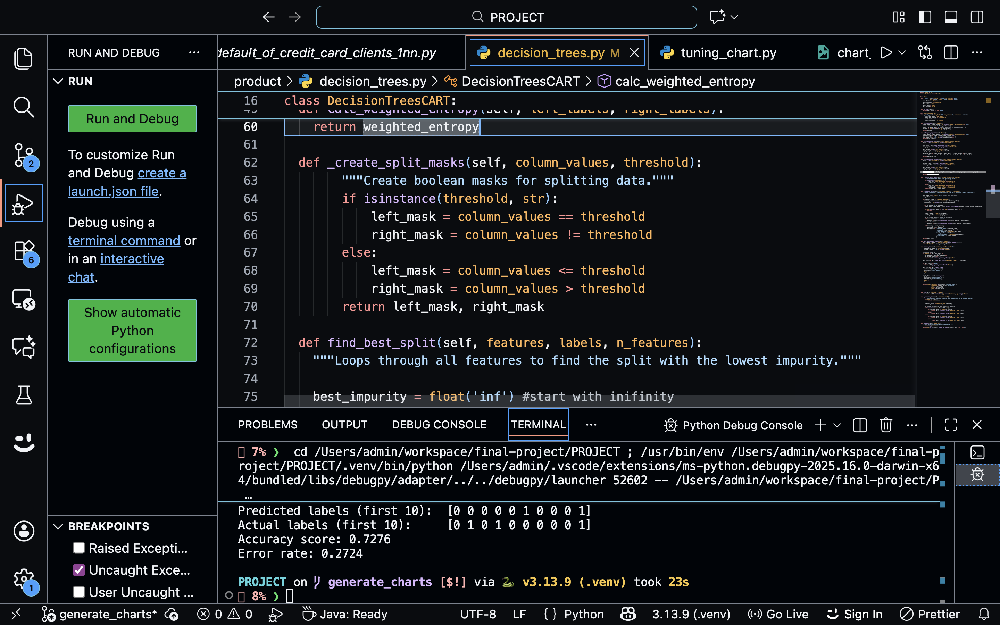 PROJECT
RUN AND DEBUG
default_of_credit_card_clients_1nn.py
decision_trees.py M
tuning_chart.py
chart_
RUN
Run and Debug
To customize Run
and Debug create a
launch.json file.
Debug using a
terminal command or
in an interactive
chat.
Show automatic
Python
configurations
BREAKPOINTS
Raised Excepti...
Uncaught Exce...
User Uncaught ...
2
6
1
product > decision_trees.py > DecisionTreesCART > calc_weighted_entropy
16 class DecisionTreesCART:
49 def calc_weighted_entropy(self, left_labels, right_labels):
60 return weighted_entropy
61
62 def _create_split_masks(self, column_values, threshold):
63 """Create boolean masks for splitting data."""
64 if isinstance(threshold, str):
65 left_mask = column_values == threshold
66 right_mask = column_values != threshold
67 else:
68 left_mask = column_values <= threshold
69 right_mask = column_values > threshold
70 return left_mask, right_mask
71
72 def find_best_split(self, features, labels, n_features):
73 """Loops through all features to find the split with the lowest impurity."""
74
75 best_impurity = float('inf') #start with inifinity
PROBLEMS OUTPUT DEBUG CONSOLE TERMINAL ... Python Debug Console
7% ❯ cd /Users/admin/workspace/final-project/PROJECT ; /usr/bin/env /Users/admin/workspace/final-p
roject/PROJECT/.venv/bin/python /Users/admin/.vscode/extensions/ms-python.debugpy-2025.16.0-darwin-x6
4/bundled/libs/debugpy/adapter/../../debugpy/launcher 52602 -- /Users/admin/workspace/final-project/P
…
Predicted labels (first 10): [0 0 0 0 0 1 0 0 0 1]
Actual labels (first 10): [0 1 0 1 0 0 0 0 0 1]
Accuracy score: 0.7276
Error rate: 0.2724
PROJECT on generate_charts [$!] via 🐍 v3.13.9 (.venv) took 23s
8% ❯
generate_charts* 0 0 Java: Ready UTF-8 LF {} Python 3.13.9 (.venv) Go Live Sign In Prettier